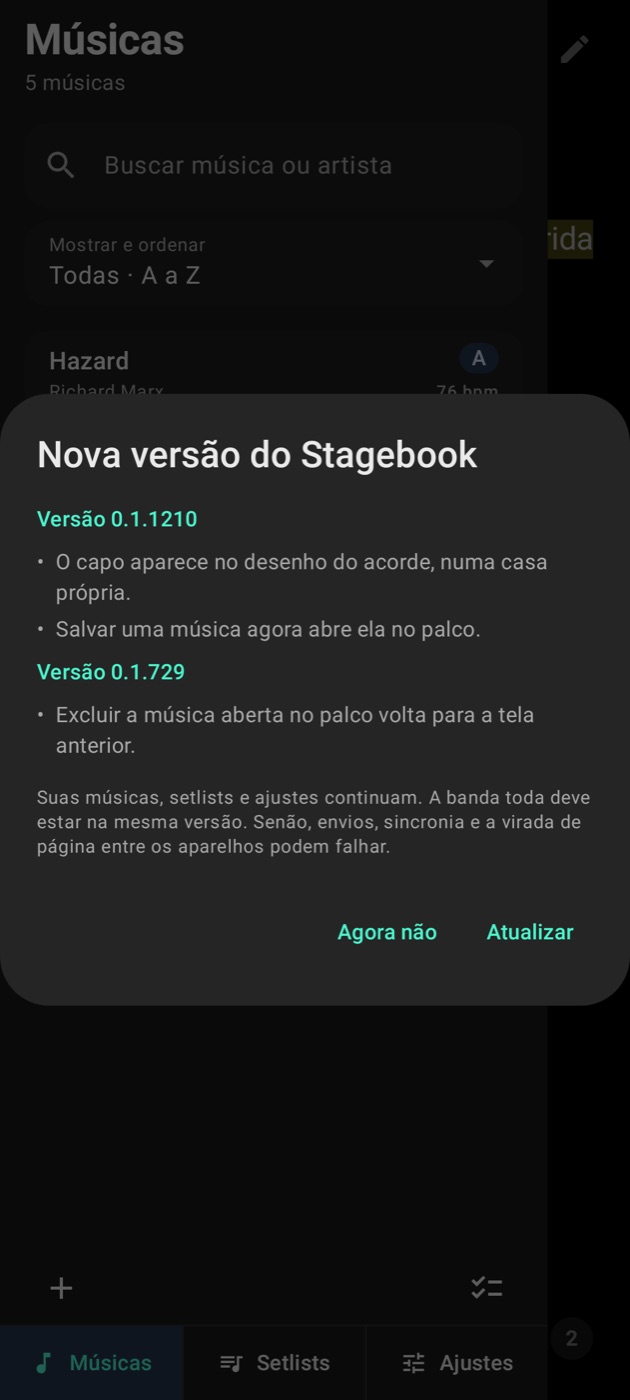 Músicas
5 músicas
Buscar música ou artista
rida
Mostrar e ordenar
Todas · A a Z
Hazard
A
Richard Marx
76 bpm
Nova versão do Stagebook
Versão 0.1.1210
• O capo aparece no desenho do acorde, numa casa
própria.
• Salvar uma música agora abre ela no palco.
Versão 0.1.729
• Excluir a música aberta no palco volta para a tela
anterior.
Suas músicas, setlists e ajustes continuam. A banda toda deve
estar na mesma versão. Senão, envios, sincronia e a virada de
página entre os aparelhos podem falhar.
Agora não
Atualizar
2
Músicas
Setlists
Ajustes